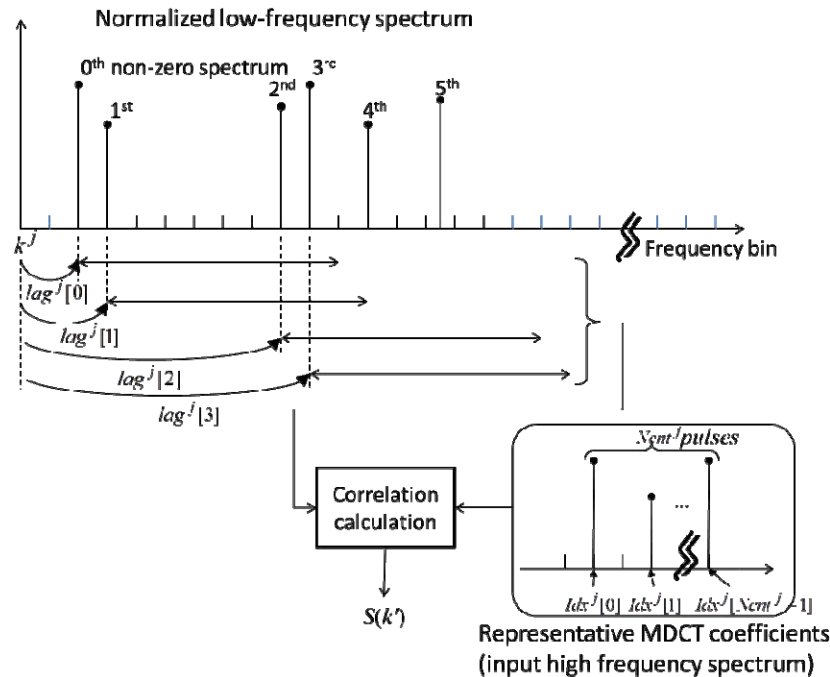 Normalized low-frequency spectrum
0th non-zero spectrum
1st
2nd
3rc
4th
5th
k^j
Frequency bin
lag^j[0]
lag^j[1]
lag^j[2]
lag^j[3]
Ncnt^j pulses
Correlation
calculation
...
Idx^j[0] Idx^j[1] Idx^j[Ncnt^j-1]
S(k')
Representative MDCT coefficients
(input high frequency spectrum)